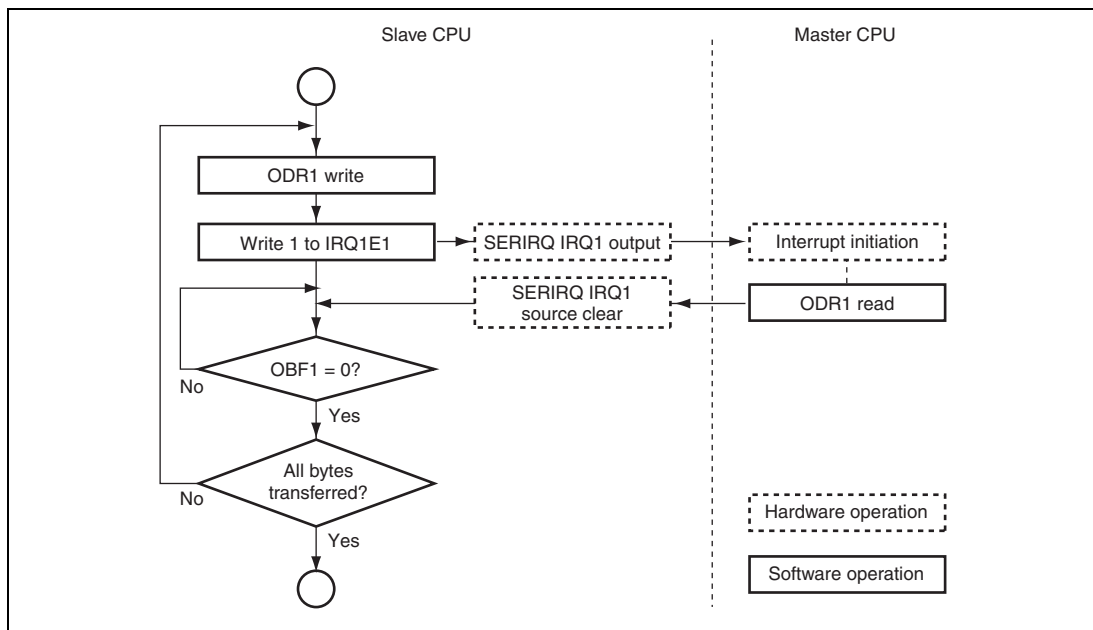 Slave CPU
Master CPU
ODR1 write
Write 1 to IRQ1E1
SERIRQ IRQ1 output
Interrupt initiation
SERIRQ IRQ1
source clear
ODR1 read
OBF1 = 0?
No
Yes
All bytes
transferred?
No
Yes
Hardware operation
Software operation